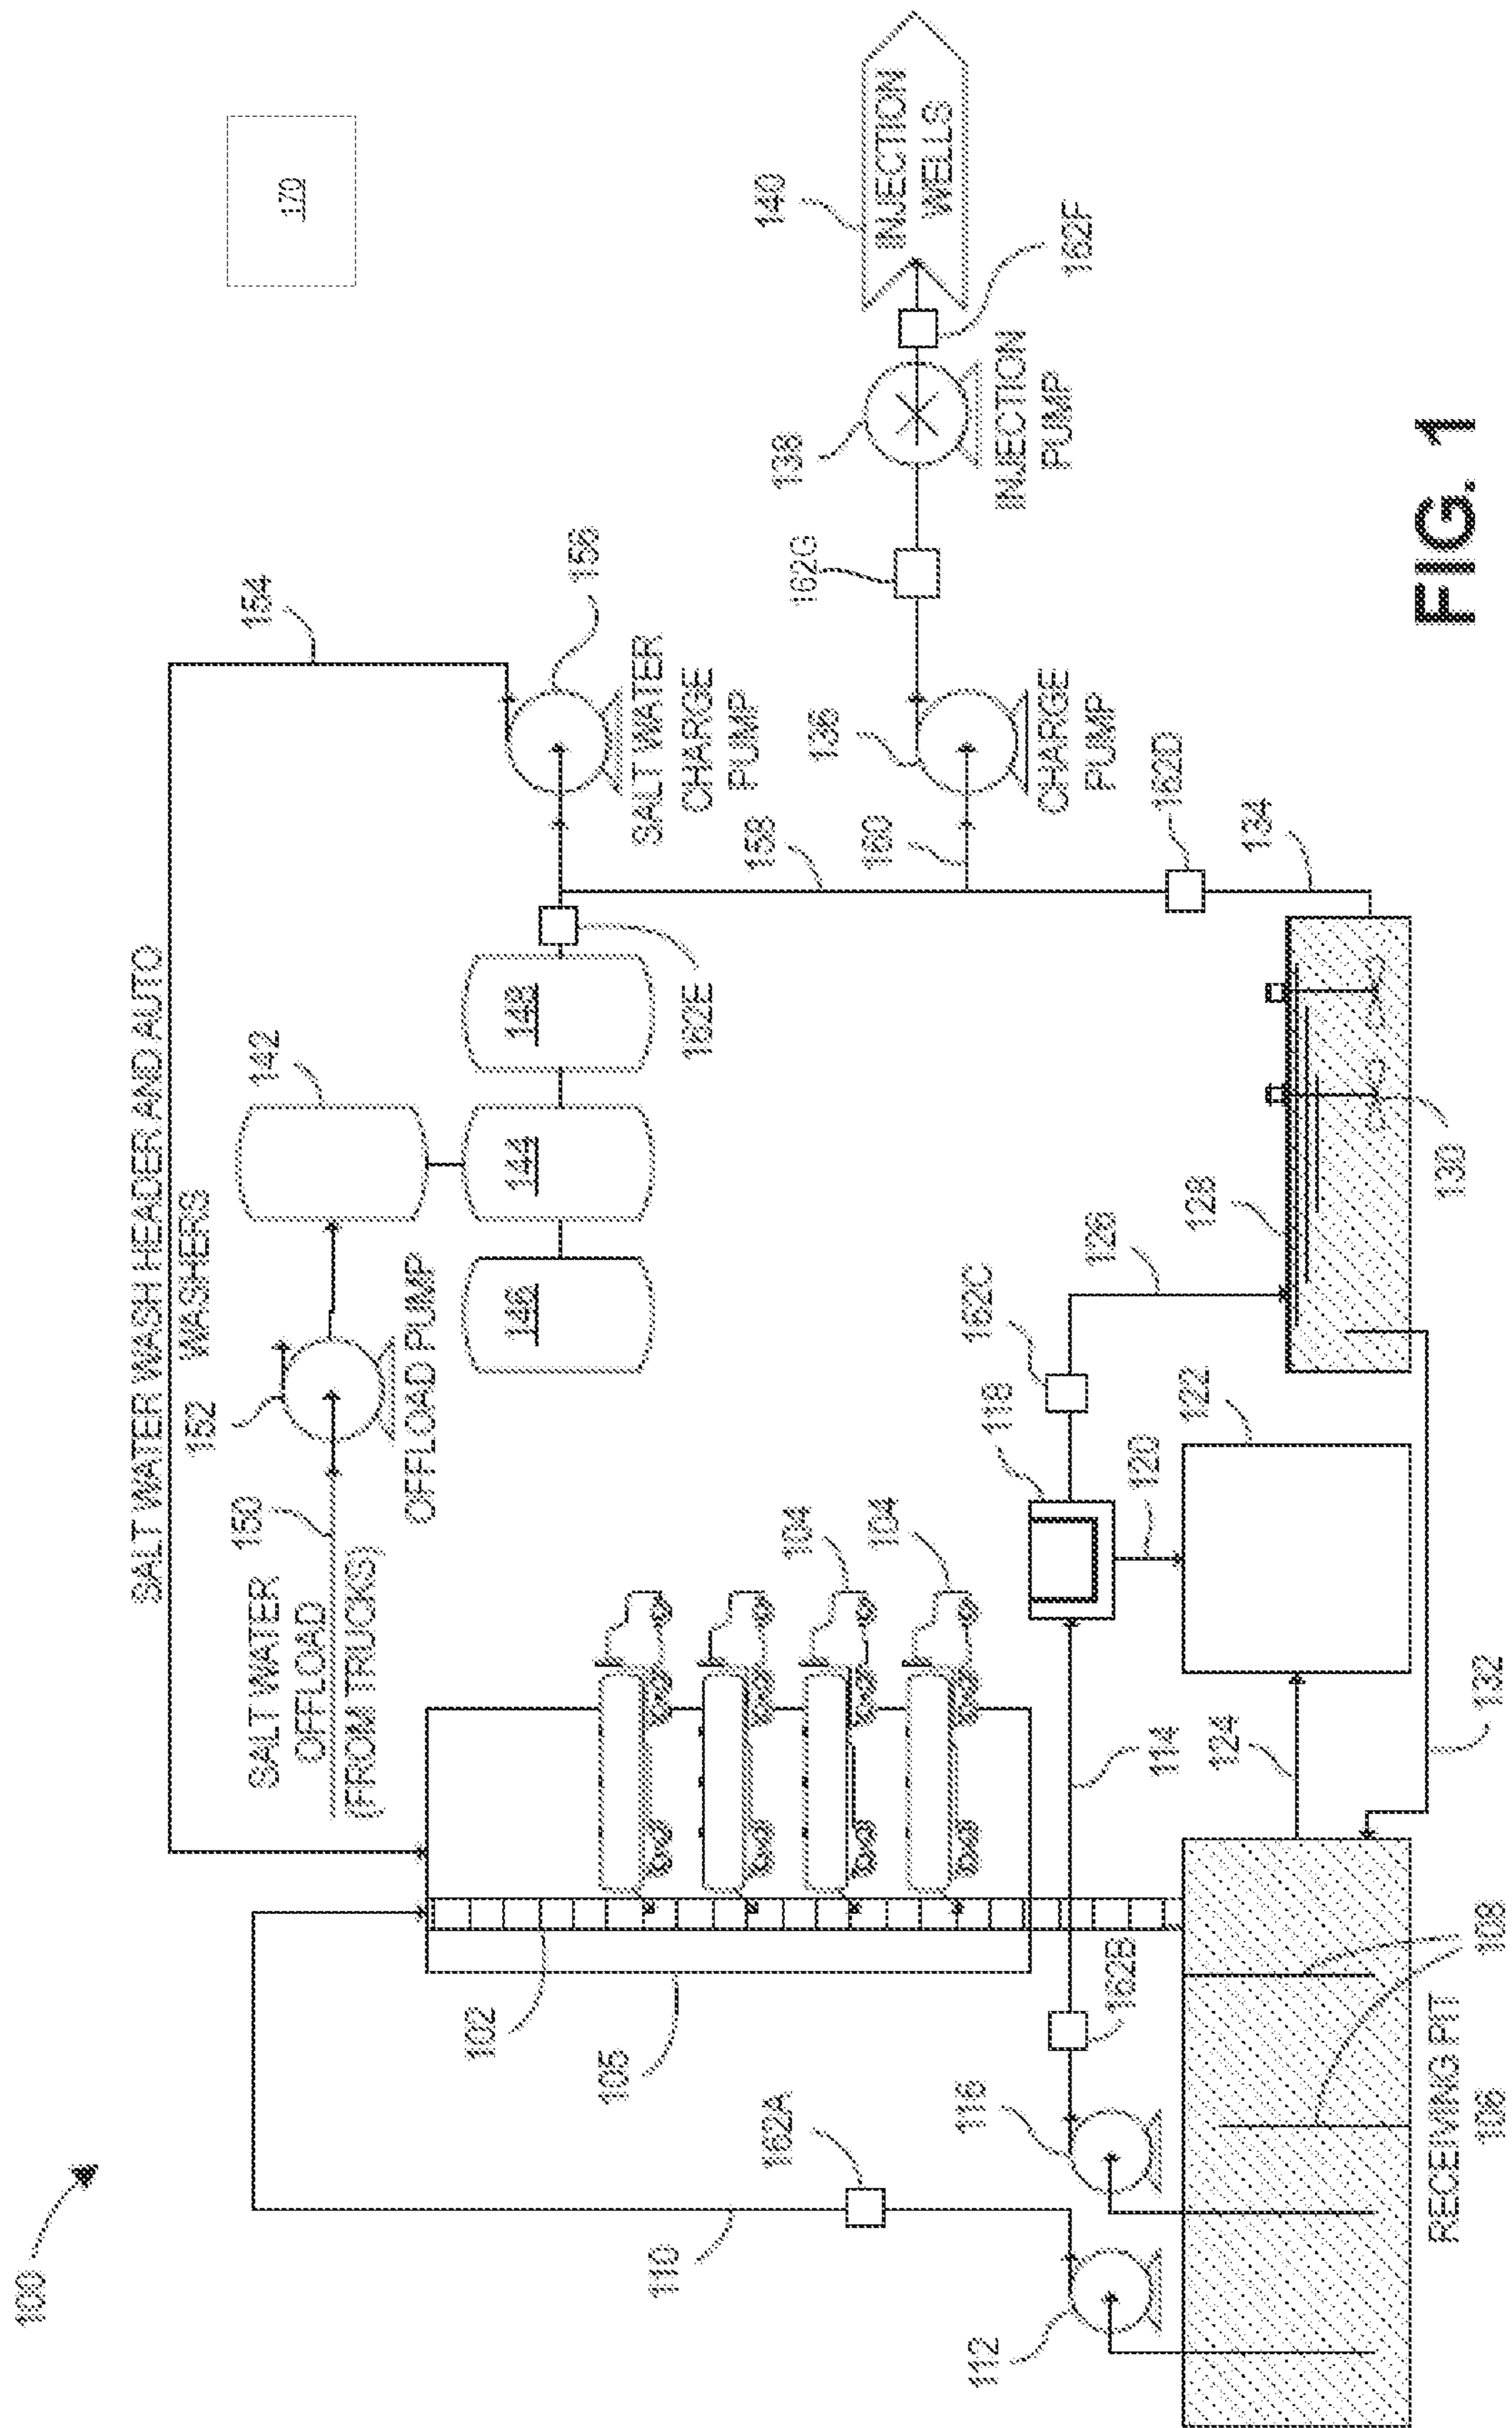 100
SALT WATER WASH HEADER AND AUTO
WASHERS
154
170
152
142
150
SALT WATER
OFFLOAD
(FROM TRUCKS)
OFFLOAD PUMP
146
144
148
162E
156
SALT WATER
CHARGE
PUMP
102
105
104
104
110
162A
158
160
136
CHARGE
PUMP
162G
138
INJECTION
PUMP
140
INJECTION
WELLS
162F
112
116
162B
114
118
162C
126
120
122
124
128
130
162D
134
132
108
RECEIVING PIT
106
FIG. 1